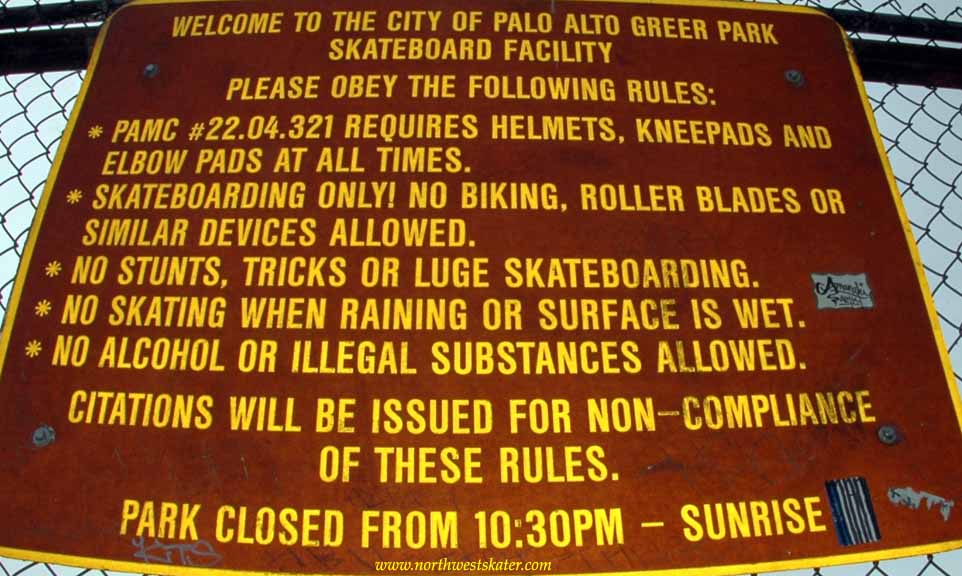 WELCOME TO THE CITY OF PALO ALTO GREER PARK
SKATEBOARD FACILITY
PLEASE OBEY THE FOLLOWING RULES:
* PAMC #22.04.321 REQUIRES HELMETS, KNEEPADS AND
ELBOW PADS AT ALL TIMES.
* SKATEBOARDING ONLY! NO BIKING, ROLLER BLADES OR
SIMILAR DEVICES ALLOWED.
* NO STUNTS, TRICKS OR LUGE SKATEBOARDING.
* NO SKATING WHEN RAINING OR SURFACE IS WET.
* NO ALCOHOL OR ILLEGAL SUBSTANCES ALLOWED.
CITATIONS WILL BE ISSUED FOR NON-COMPLIANCE
OF THESE RULES.
PARK CLOSED FROM 10:30PM - SUNRISE
www.northwestskater.com